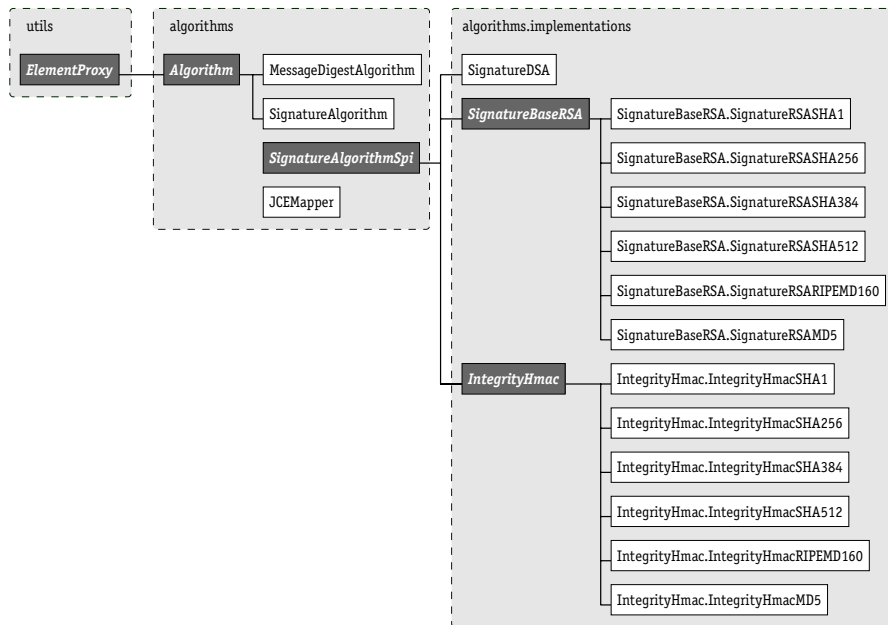 utils
algorithms
algorithms.implementations
ElementProxy
Algorithm
MessageDigestAlgorithm
SignatureAlgorithm
SignatureAlgorithmSpi
JCEMapper
SignatureDSA
SignatureBaseRSA
SignatureBaseRSA.SignatureRSASHA1
SignatureBaseRSA.SignatureRSASHA256
SignatureBaseRSA.SignatureRSASHA384
SignatureBaseRSA.SignatureRSASHA512
SignatureBaseRSA.SignatureRSARIPEMD160
SignatureBaseRSA.SignatureRSAMD5
IntegrityHmac
IntegrityHmac.IntegrityHmacSHA1
IntegrityHmac.IntegrityHmacSHA256
IntegrityHmac.IntegrityHmacSHA384
IntegrityHmac.IntegrityHmacSHA512
IntegrityHmac.IntegrityHmacRIPEMD160
IntegrityHmac.IntegrityHmacMD5